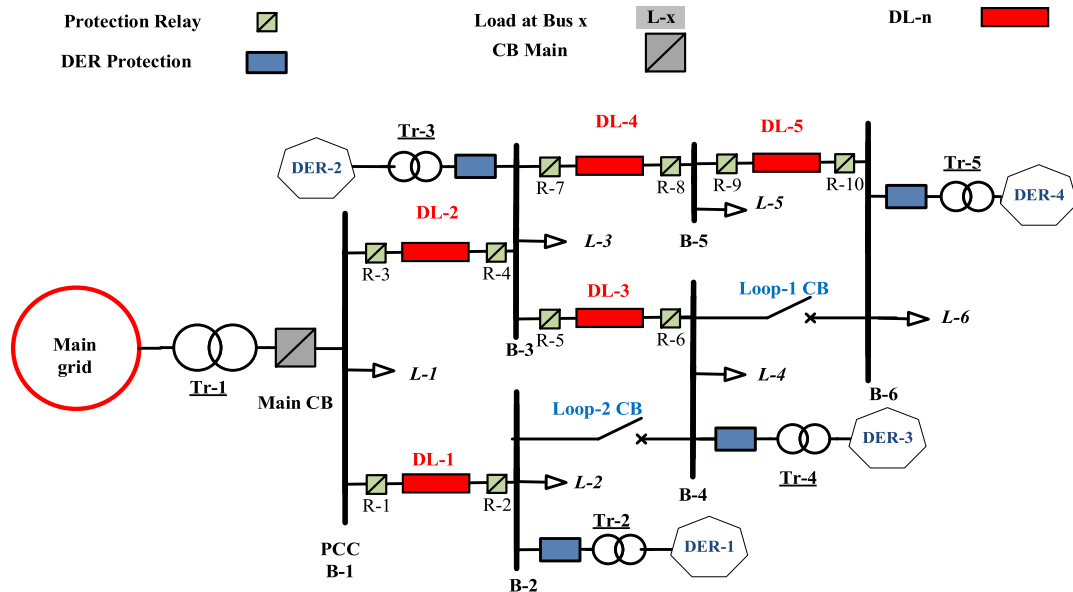 Protection Relay
Load at Bus x
L-x
DL-n
CB Main
DER Protection
Tr-3
DL-4
DL-5
DER-2
Tr-5
R-7
R-8
R-9
R-10
DER-4
DL-2
L-5
L-3
B-5
R-3
R-4
DL-3
Loop-1 CB
L-6
Main
grid
Tr-1
B-3
R-5
R-6
L-1
L-4
Main CB
B-6
Loop-2 CB
DER-3
DL-1
L-2
B-4
Tr-4
R-1
R-2
Tr-2
DER-1
PCC
B-1
B-2